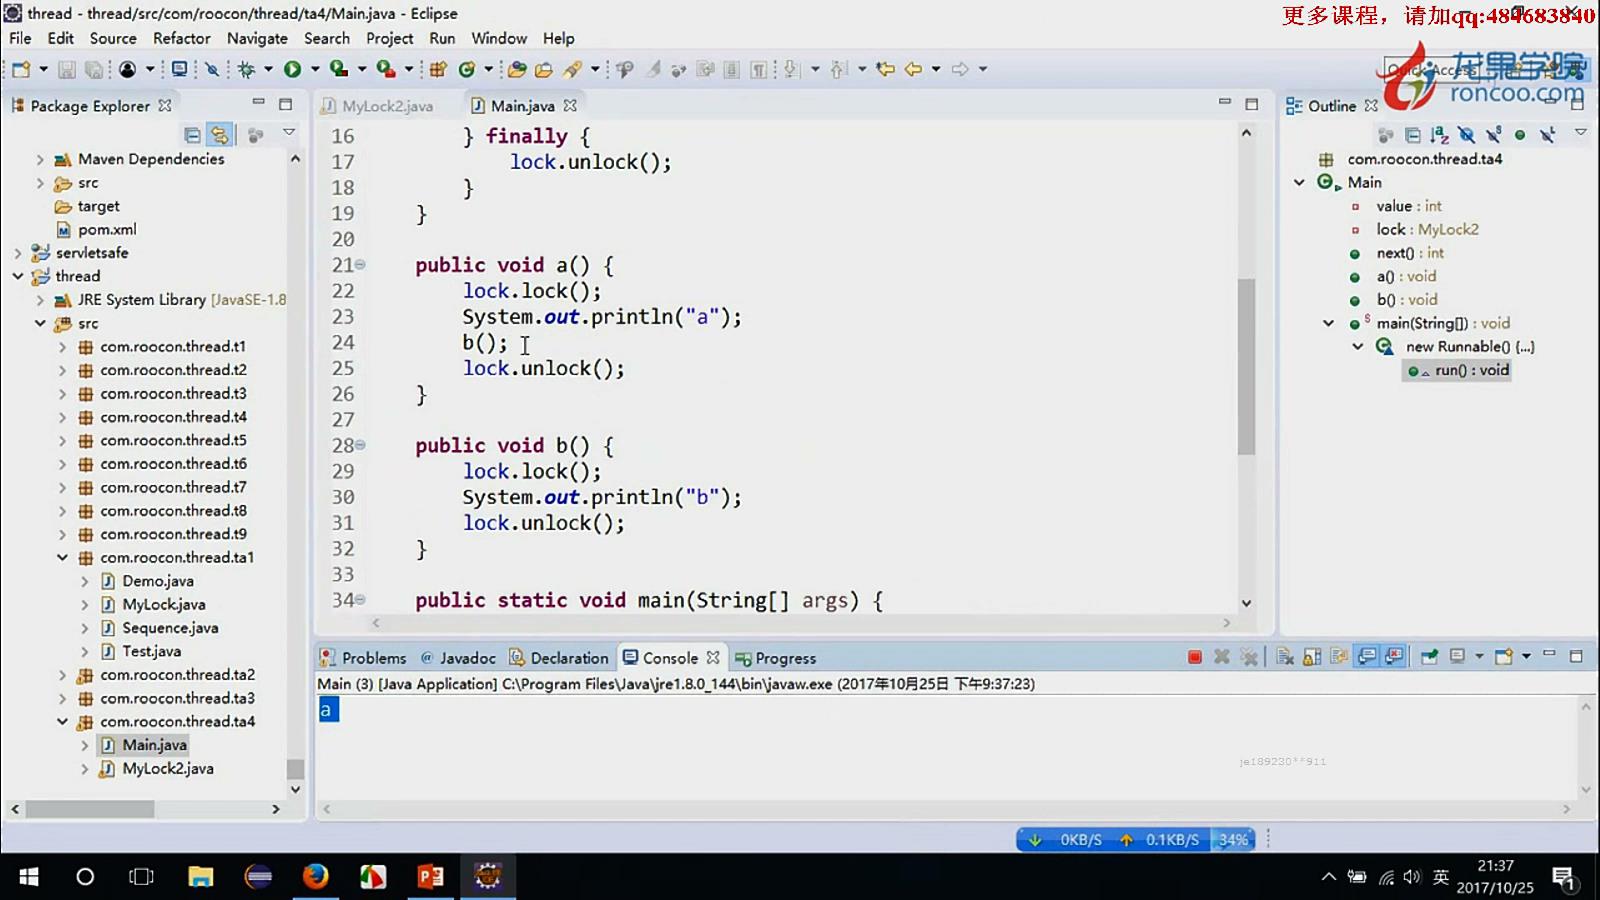 thread - thread/src/com/roocon/thread/ta4/Main.java - Eclipse
更多课程，请加qq:484683840
File Edit Source Refactor Navigate Search Project Run Window Help
Quick Access
龙果学院
roncoo.com
Package Explorer
MyLock2.java
Main.java
Outline
Maven Dependencies
src
target
pom.xml
servletsafe
thread
JRE System Library [JavaSE-1.8
src
com.roocon.thread.t1
com.roocon.thread.t2
com.roocon.thread.t3
com.roocon.thread.t4
com.roocon.thread.t5
com.roocon.thread.t6
com.roocon.thread.t7
com.roocon.thread.t8
com.roocon.thread.t9
com.roocon.thread.ta1
Demo.java
MyLock.java
Sequence.java
Test.java
com.roocon.thread.ta2
com.roocon.thread.ta3
com.roocon.thread.ta4
Main.java
MyLock2.java
16 } finally {
17 lock.unlock();
18 }
19 }
20
21 public void a() {
22 lock.lock();
23 System.out.println("a");
24 b();
25 lock.unlock();
26 }
27
28 public void b() {
29 lock.lock();
30 System.out.println("b");
31 lock.unlock();
32 }
33
34 public static void main(String[] args) {
com.roocon.thread.ta4
Main
value : int
lock : MyLock2
next() : int
a() : void
b() : void
main(String[]) : void
new Runnable() {...}
run() : void
Problems @ Javadoc Declaration Console Progress
Main (3) [Java Application] C:\Program Files\Java\jre1.8.0_144\bin\javaw.exe (2017年10月25日 下午9:37:23)
a
je189230**911
0KB/S 0.1KB/S 34%
英
21:37
2017/10/25
1